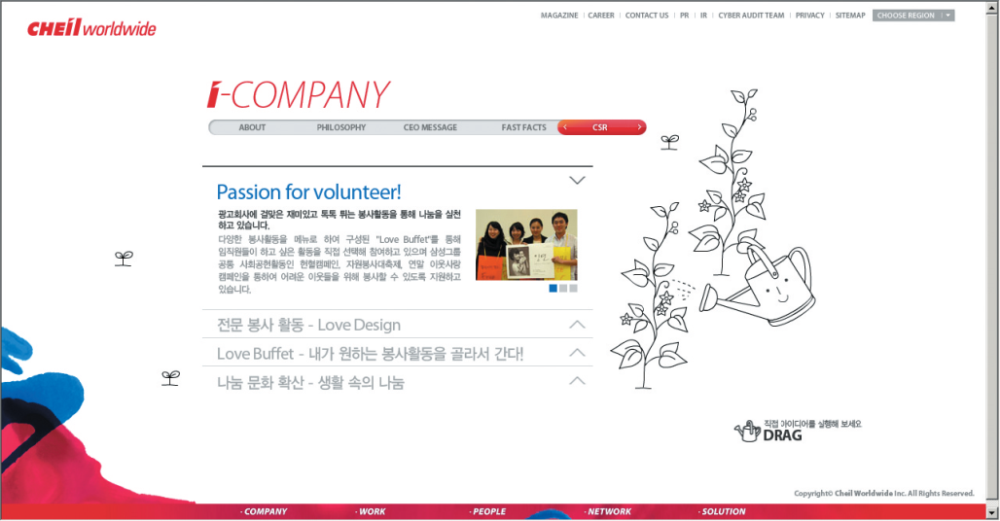 CHEIL worldwide
MAGAZINE | CAREER | CONTACT US | PR | IR | CYBER AUDIT TEAM | PRIVACY | SITEMAP
CHOOSE REGION
i-COMPANY
ABOUT PHILOSOPHY CEO MESSAGE FAST FACTS CSR
Passion for volunteer!
광고회사에 걸맞은 재미있고 톡톡 튀는 봉사활동을 통해 나눔을 실천
하고 있습니다.
다양한 봉사활동을 메뉴로 하여 구성된 "Love Buffet"를 통해
임직원들이 하고 싶은 활동을 직접 선택해 참여하고 있으며 삼성그룹
공통 사회공헌활동인 헌혈캠페인, 자원봉사대축제, 연말 이웃사랑
캠페인을 통하여 어려운 이웃들을 위해 봉사할 수 있도록 지원하고
있습니다.
전문 봉사 활동 - Love Design
Love Buffet - 내가 원하는 봉사활동을 골라서 간다!
나눔 문화 확산 - 생활 속의 나눔
직접 아이디어를 실행해 보세요
DRAG
Copyright© Cheil Worldwide Inc. All Rights Reserved.
· COMPANY · WORK · PEOPLE · NETWORK · SOLUTION